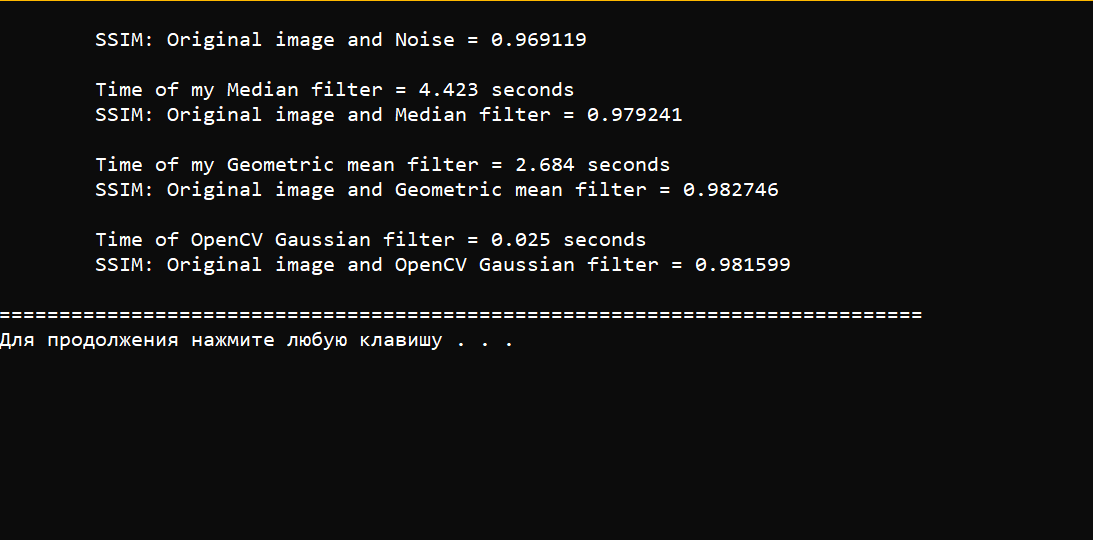 SSIM: Original image and Noise = 0.969119
Time of my Median filter = 4.423 seconds
SSIM: Original image and Median filter = 0.979241
Time of my Geometric mean filter = 2.684 seconds
SSIM: Original image and Geometric mean filter = 0.982746
Time of OpenCV Gaussian filter = 0.025 seconds
SSIM: Original image and OpenCV Gaussian filter = 0.981599
=============================================================================
Для продолжения нажмите любую клавишу . . .